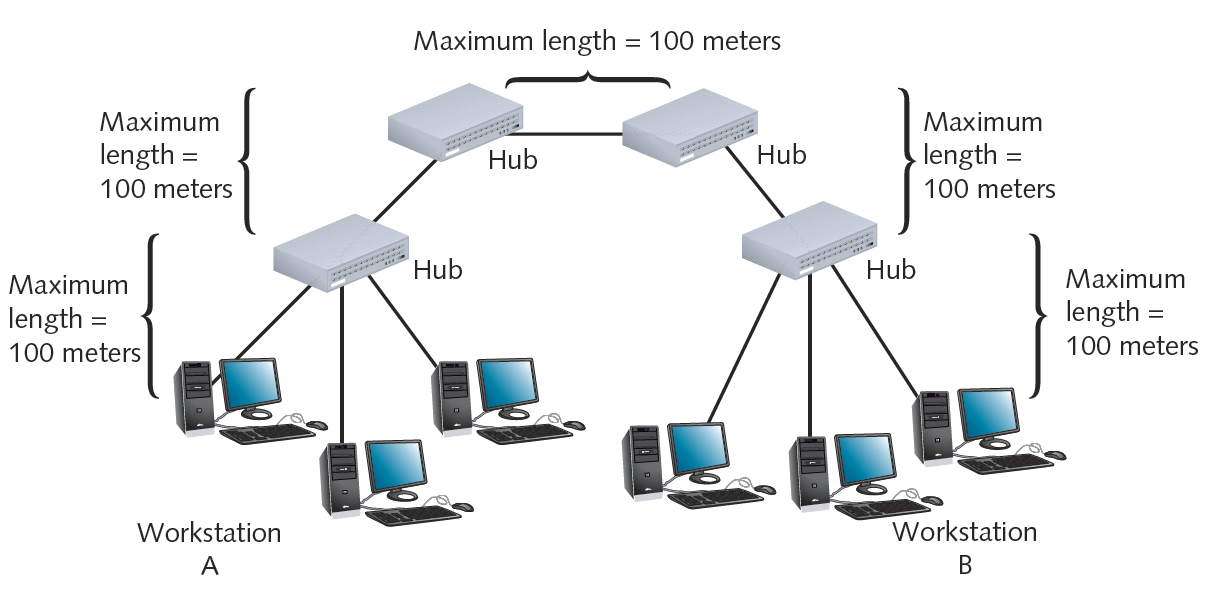 Maximum length = 100 meters
Maximum
length =
100 meters
Hub
Hub
Maximum
length =
100 meters
Maximum
length =
100 meters
Hub
Hub
Maximum
length =
100 meters
Workstation
A
Workstation
B